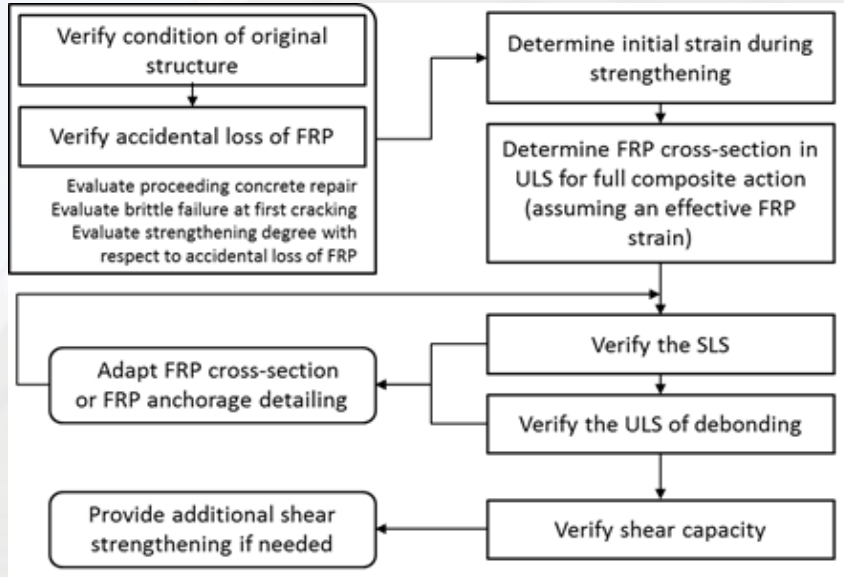 Verify condition of original
structure
Verify accidental loss of FRP
Evaluate proceeding concrete repair
Evaluate brittle failure at first cracking
Evaluate strengthening degree with
respect to accidental loss of FRP
Determine initial strain during
strengthening
Determine FRP cross-section in
ULS for full composite action
(assuming an effective FRP
strain)
Verify the SLS
Adapt FRP cross-section
or FRP anchorage detailing
Verify the ULS of debonding
Provide additional shear
strengthening if needed
Verify shear capacity